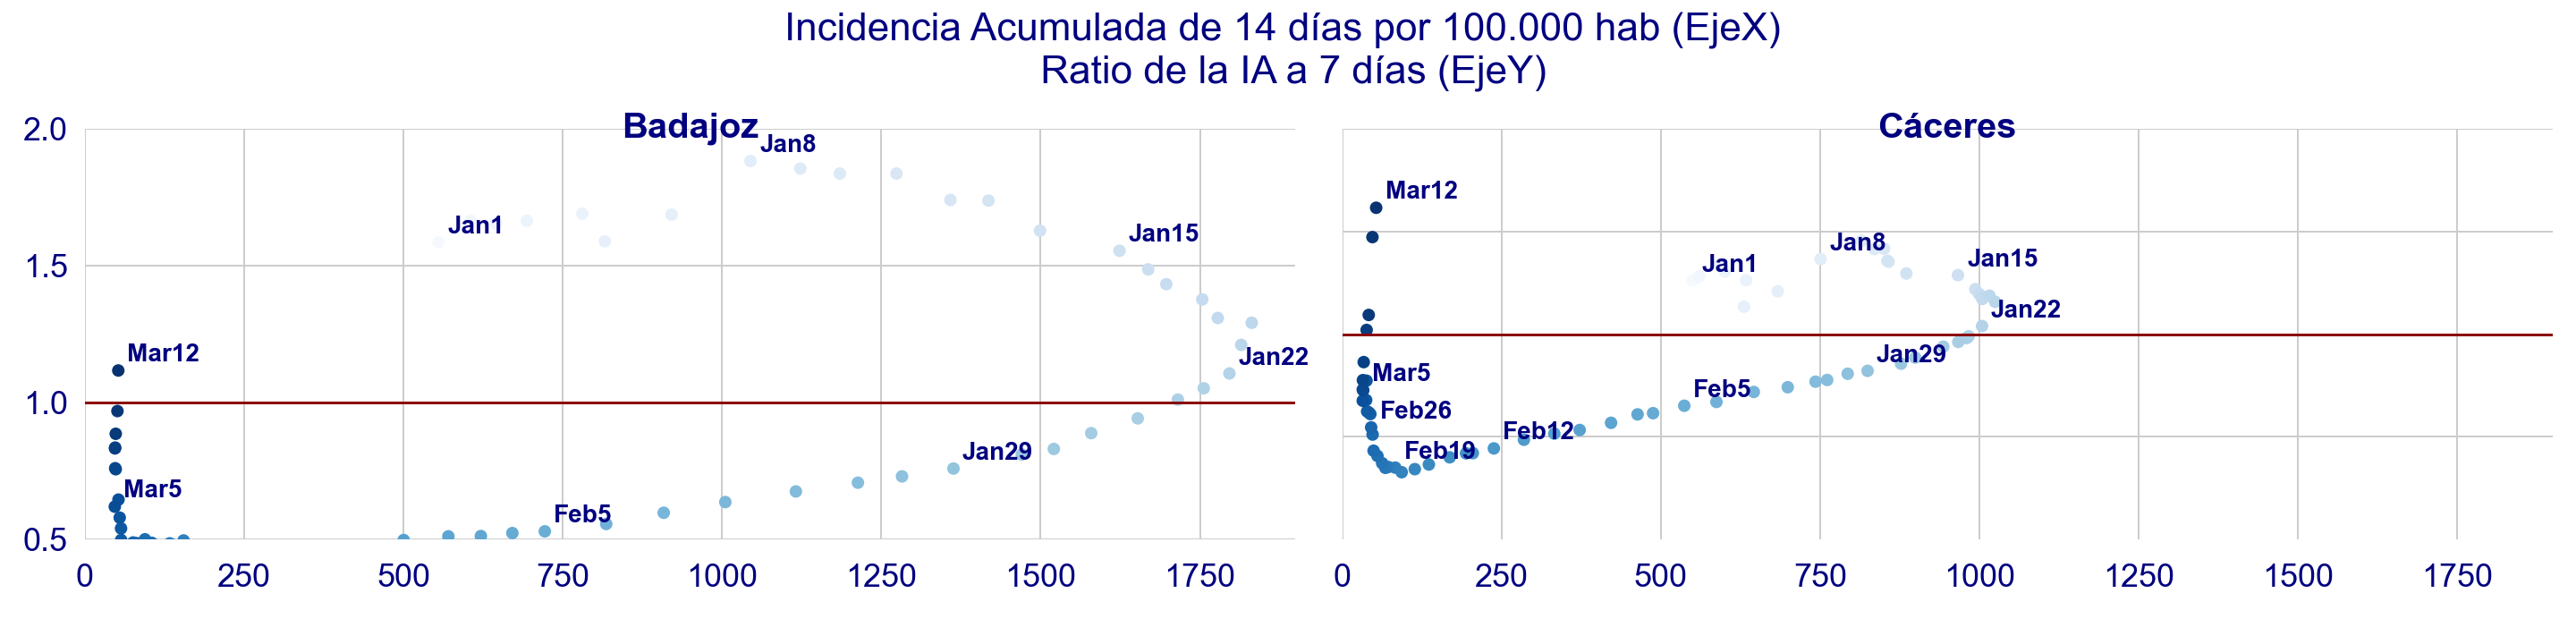 Incidencia Acumulada de 14 días por 100.000 hab (EjeX)
Ratio de la IA a 7 días (EjeY)
Badajoz
2.0
1.5
1.0
0.5
Jan1
Jan8
Jan15
Jan22
Jan29
Feb5
Mar5
Mar12
0 250 500 750 1000 1250 1500 1750
Cáceres
Mar12
Jan1
Jan8
Jan15
Jan22
Jan29
Feb5
Feb12
Feb19
Feb26
Mar5
0 250 500 750 1000 1250 1500 1750